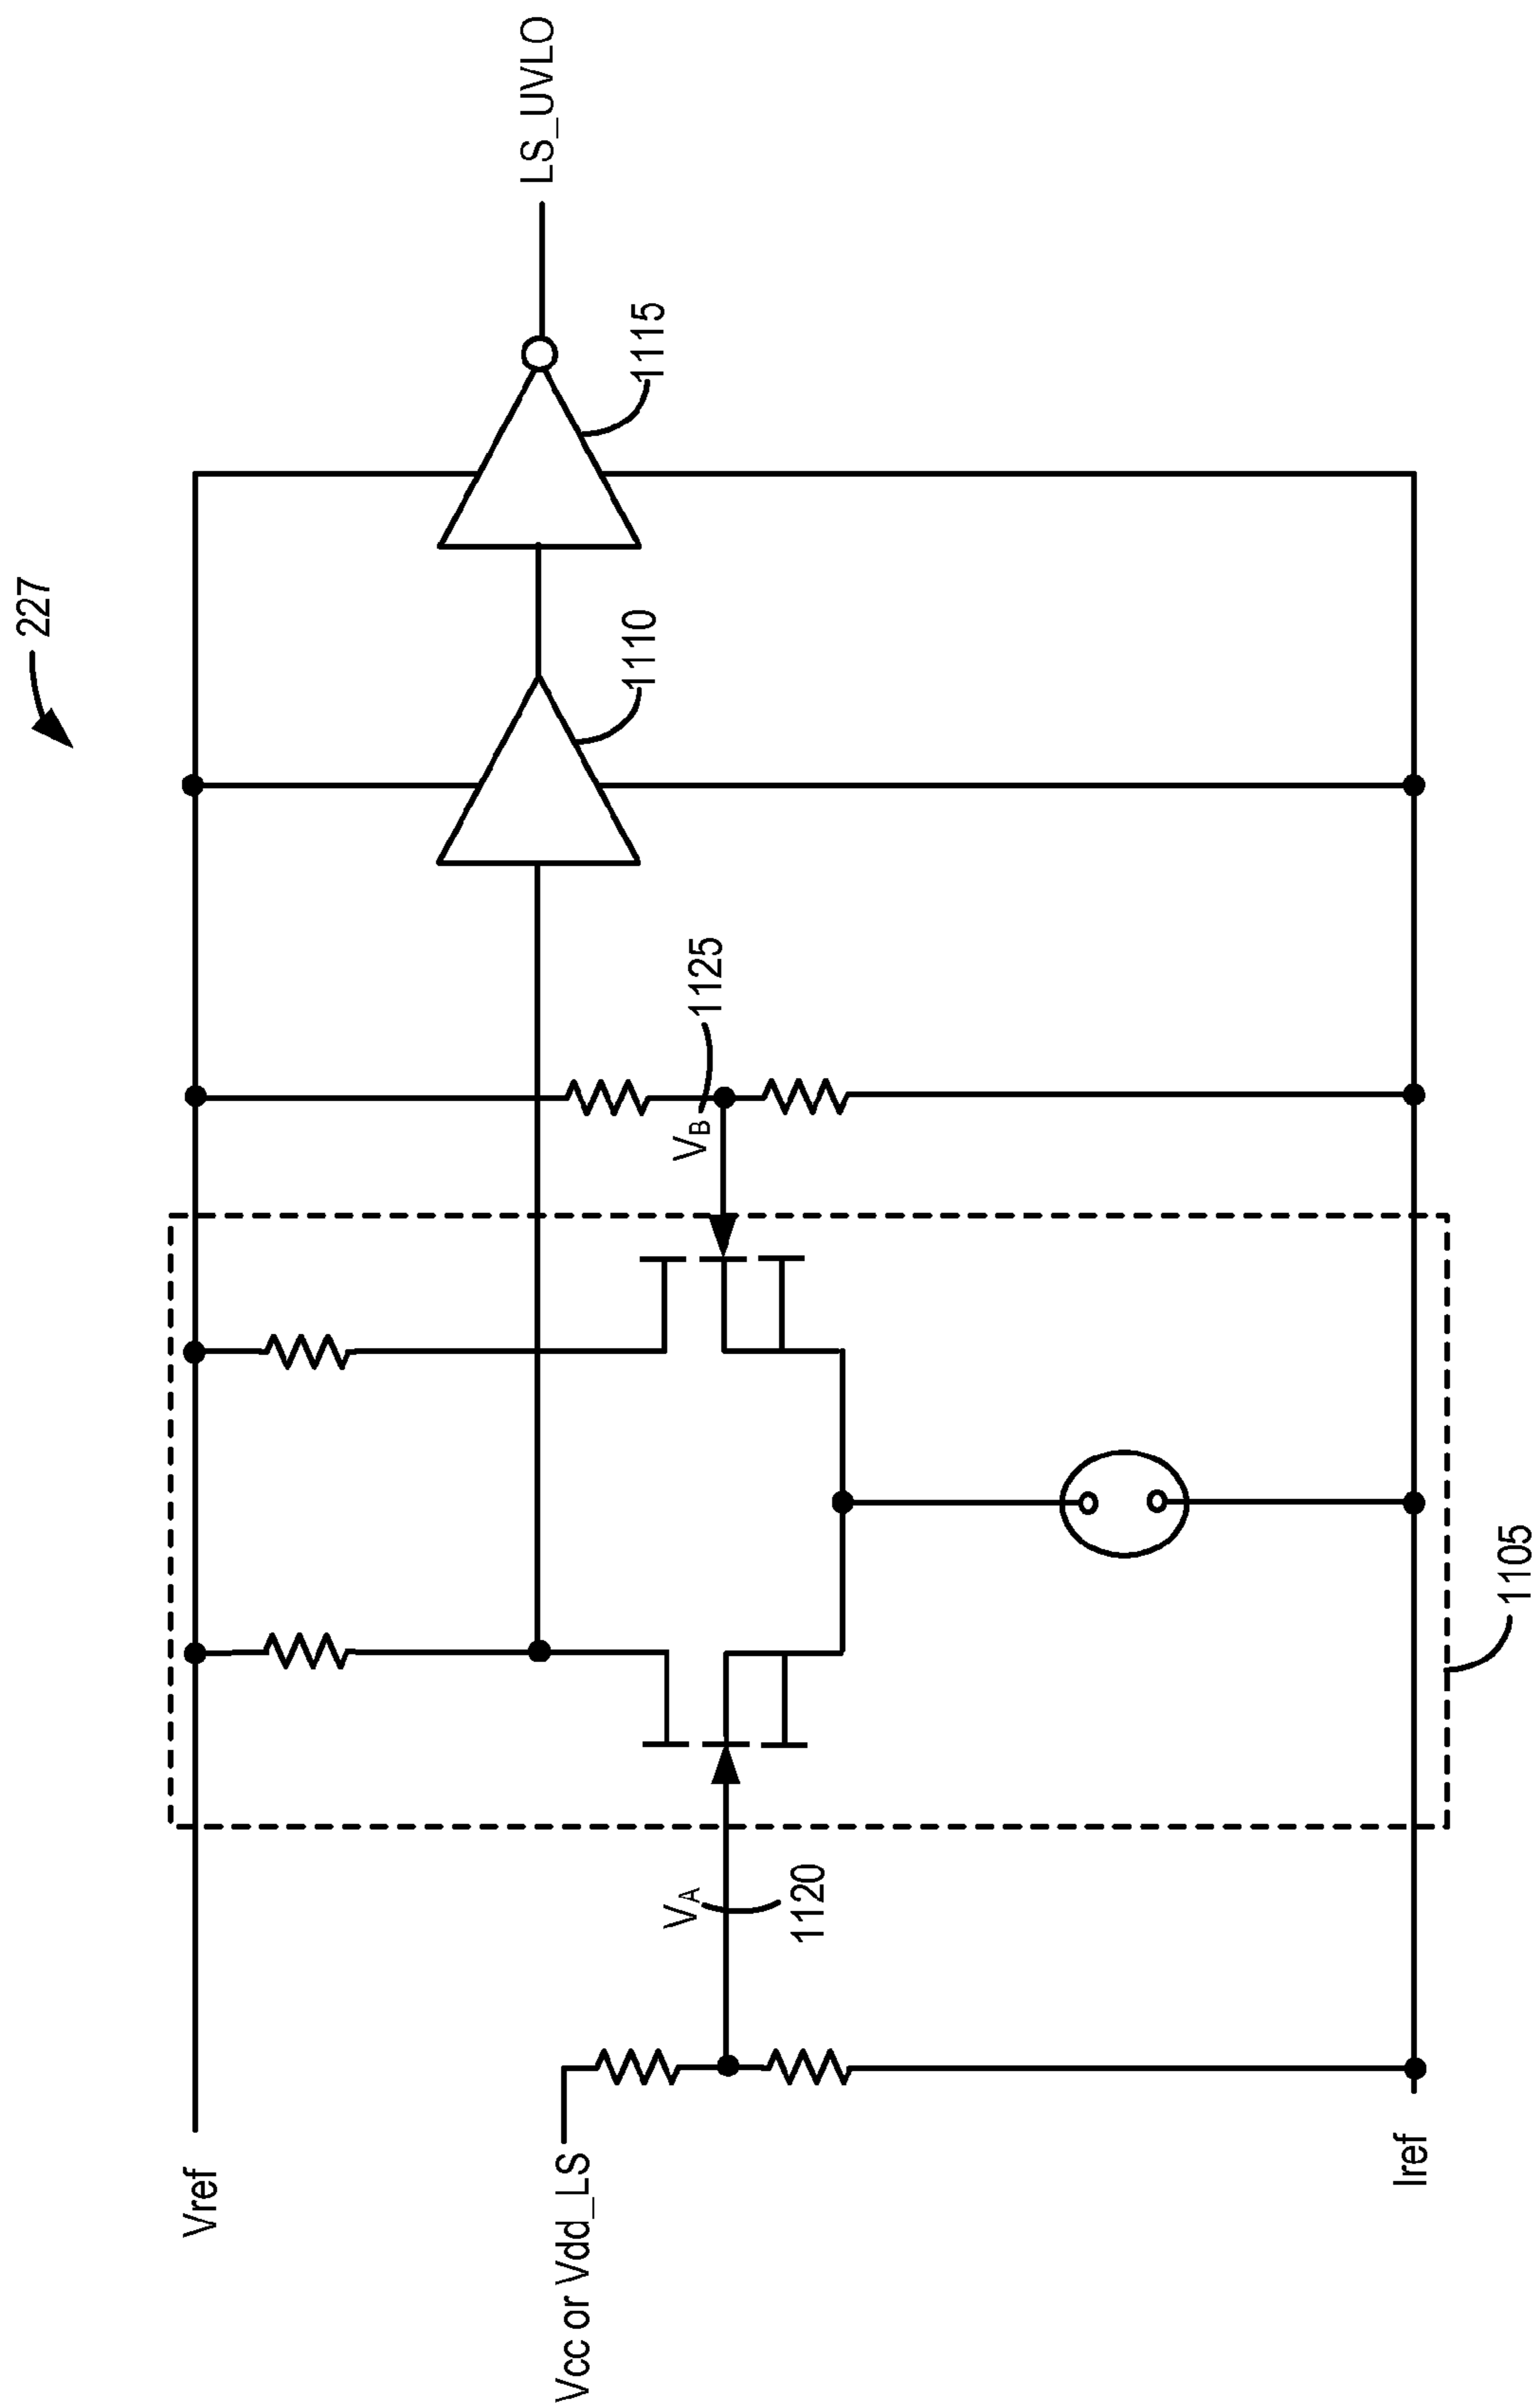 227
Vref
LS_UVLO
1115
1110
VB
1125
VA
1120
Vcc or Vdd_LS
Iref
1105